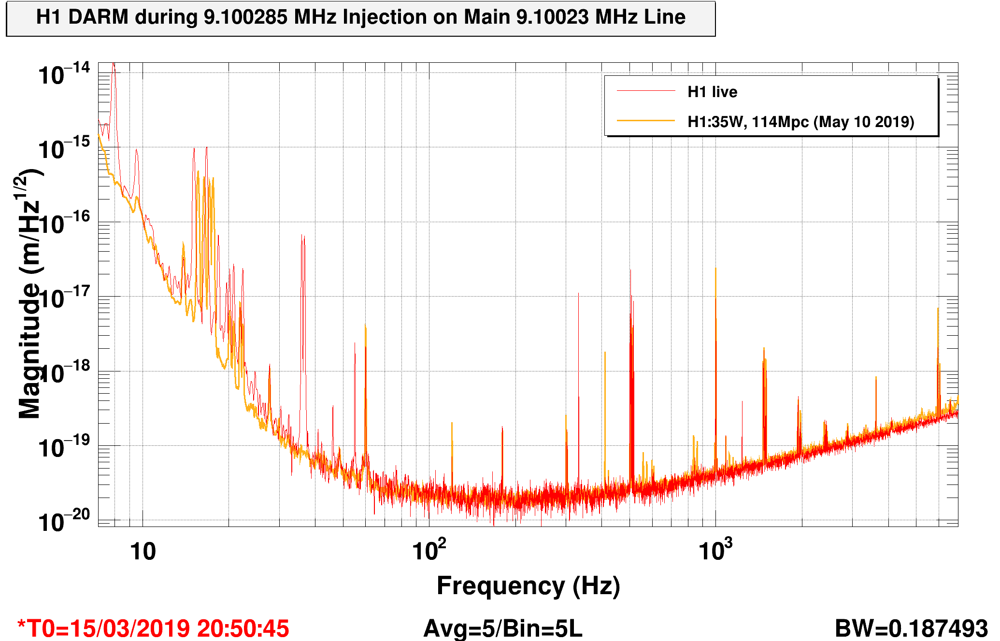 H1 DARM during 9.100285 MHz Injection on Main 9.10023 MHz Line
H1 live
H1:35W, 114Mpc (May 10 2019)
Magnitude (m/Hz^1/2)
10^−14
10^−15
10^−16
10^−17
10^−18
10^−19
10^−20
10
10^2
10^3
Frequency (Hz)
*T0=15/03/2019 20:50:45
Avg=5/Bin=5L
BW=0.187493